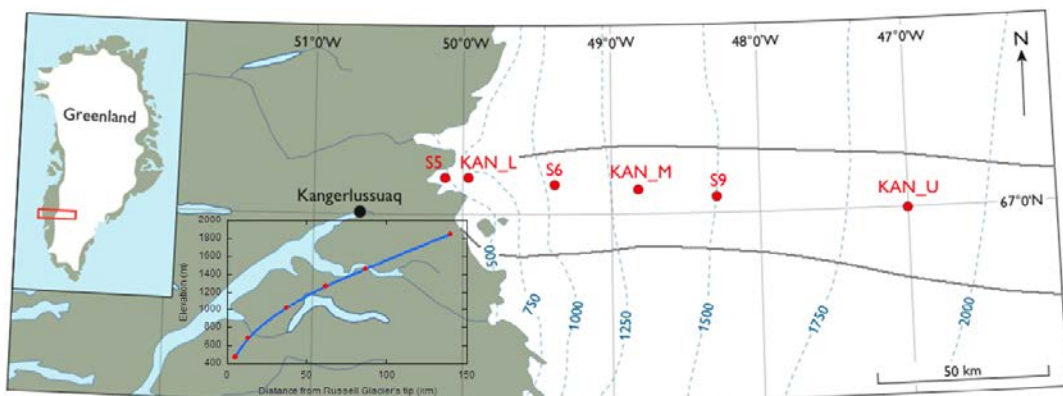 Greenland
51°0'W
50°0'W
49°0'W
48°0'W
47°0'W
N
S5
KAN_L
S6
KAN_M
S9
KAN_U
67°0'N
Kangerlussuaq
2000
1800
1600
1400
1200
1000
800
600
400
Elevation (m)
0
50
100
150
Distance from Russell Glacier's tip (km)
500
750
1000
1250
1500
1750
2000
50 km